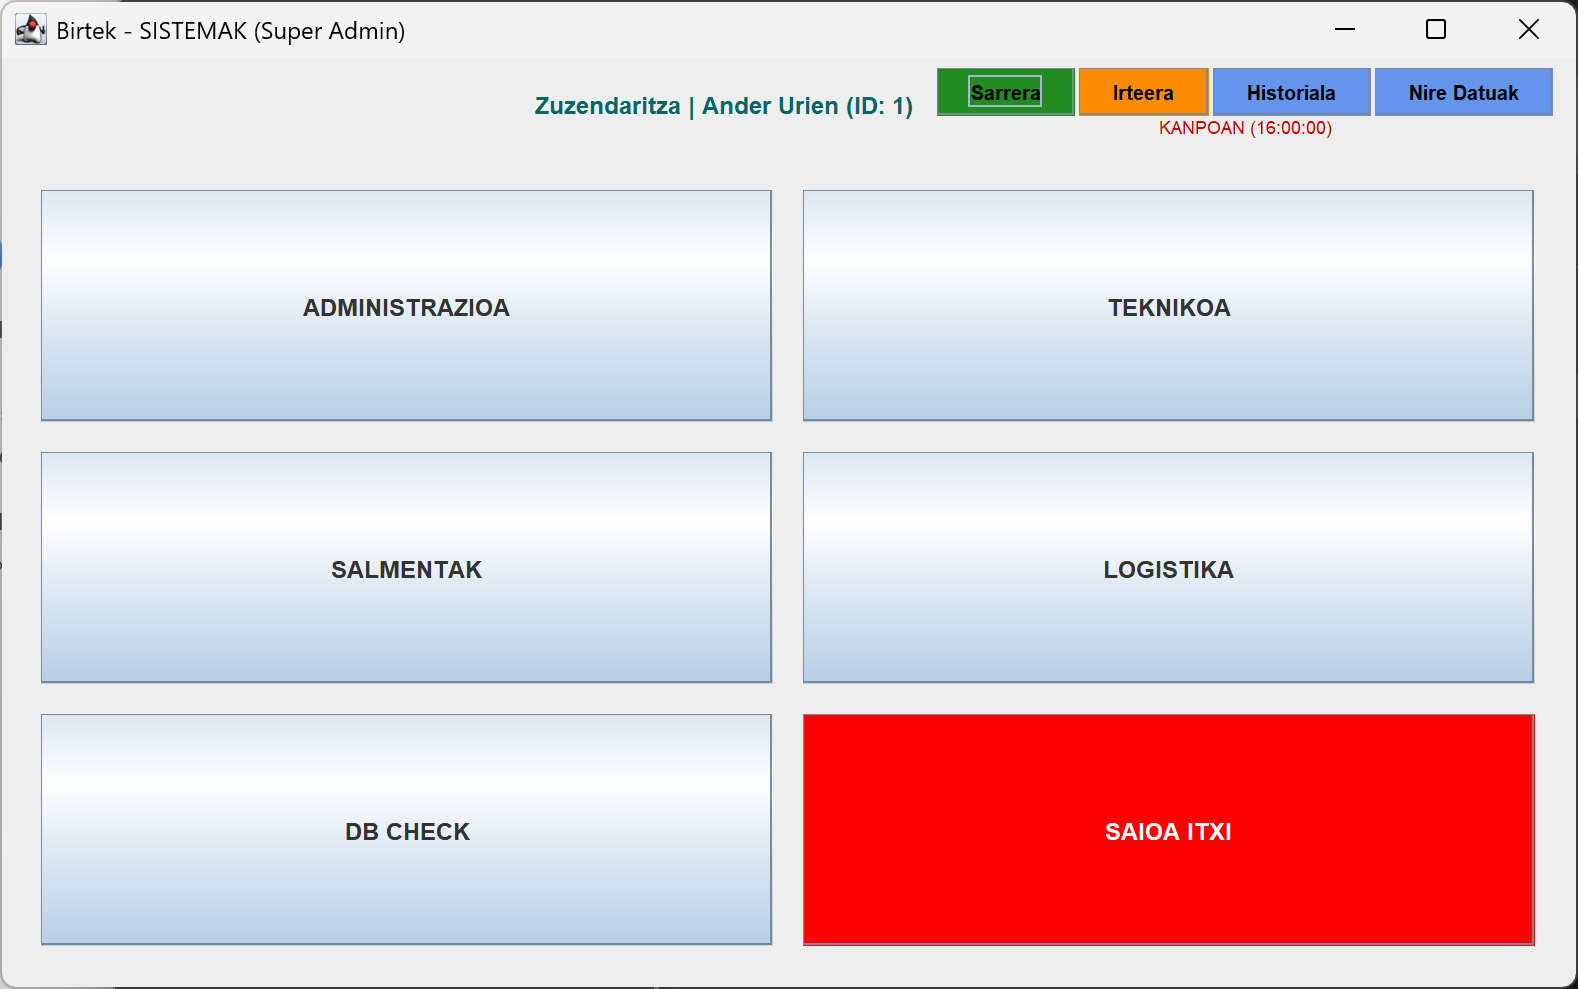 Birtek - SISTEMAK (Super Admin)
Zuzendaritza | Ander Urien (ID: 1)
Sarrera
Irteera
Historiala
Nire Datuak
KANPOAN (16:00:00)
ADMINISTRAZIOA
TEKNIKOA
SALMENTAK
LOGISTIKA
DB CHECK
SAIOA ITXI